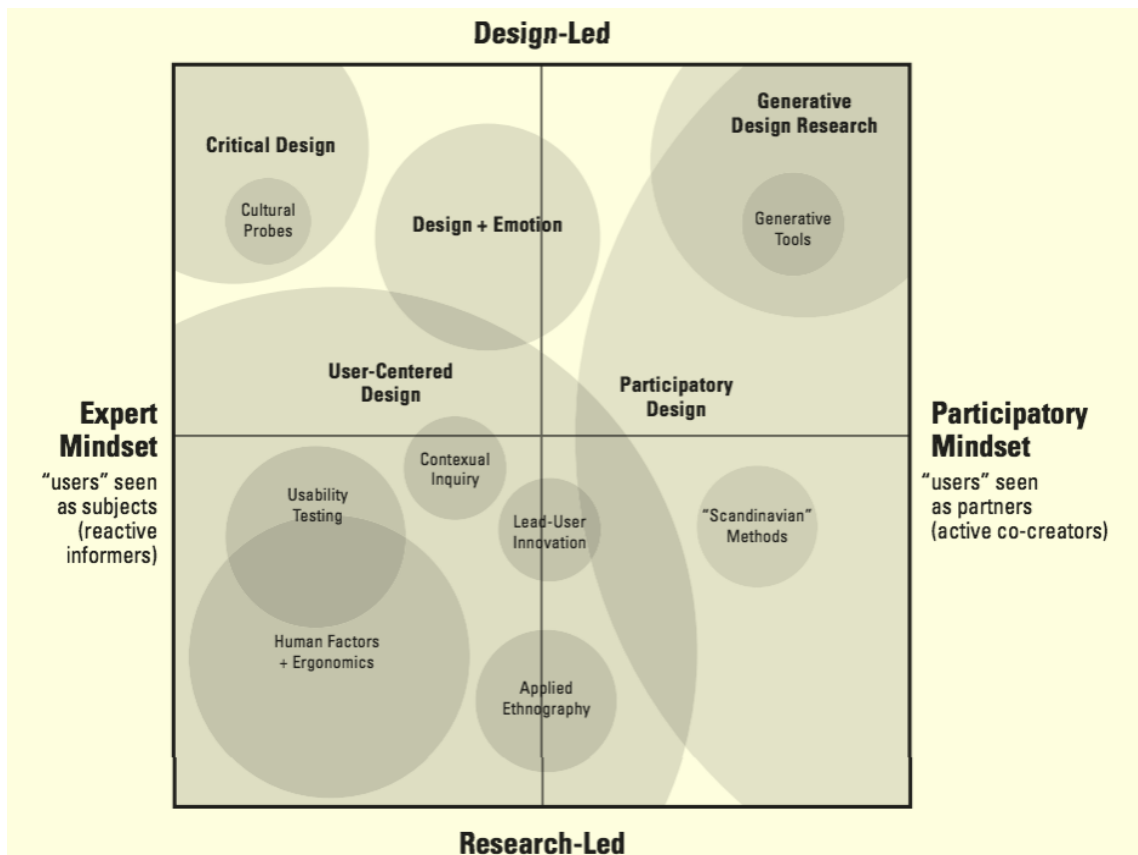 Design-Led
Generative
Design Research
Critical Design
Cultural
Probes
Design + Emotion
Generative
Tools
User-Centered
Design
Participatory
Design
Expert
Mindset
“users” seen
as subjects
(reactive
informers)
Participatory
Mindset
“users” seen
as partners
(active co-creators)
Contexual
Inquiry
Usability
Testing
Lead-User
Innovation
“Scandinavian”
Methods
Human Factors
+ Ergonomics
Applied
Ethnography
Research-Led